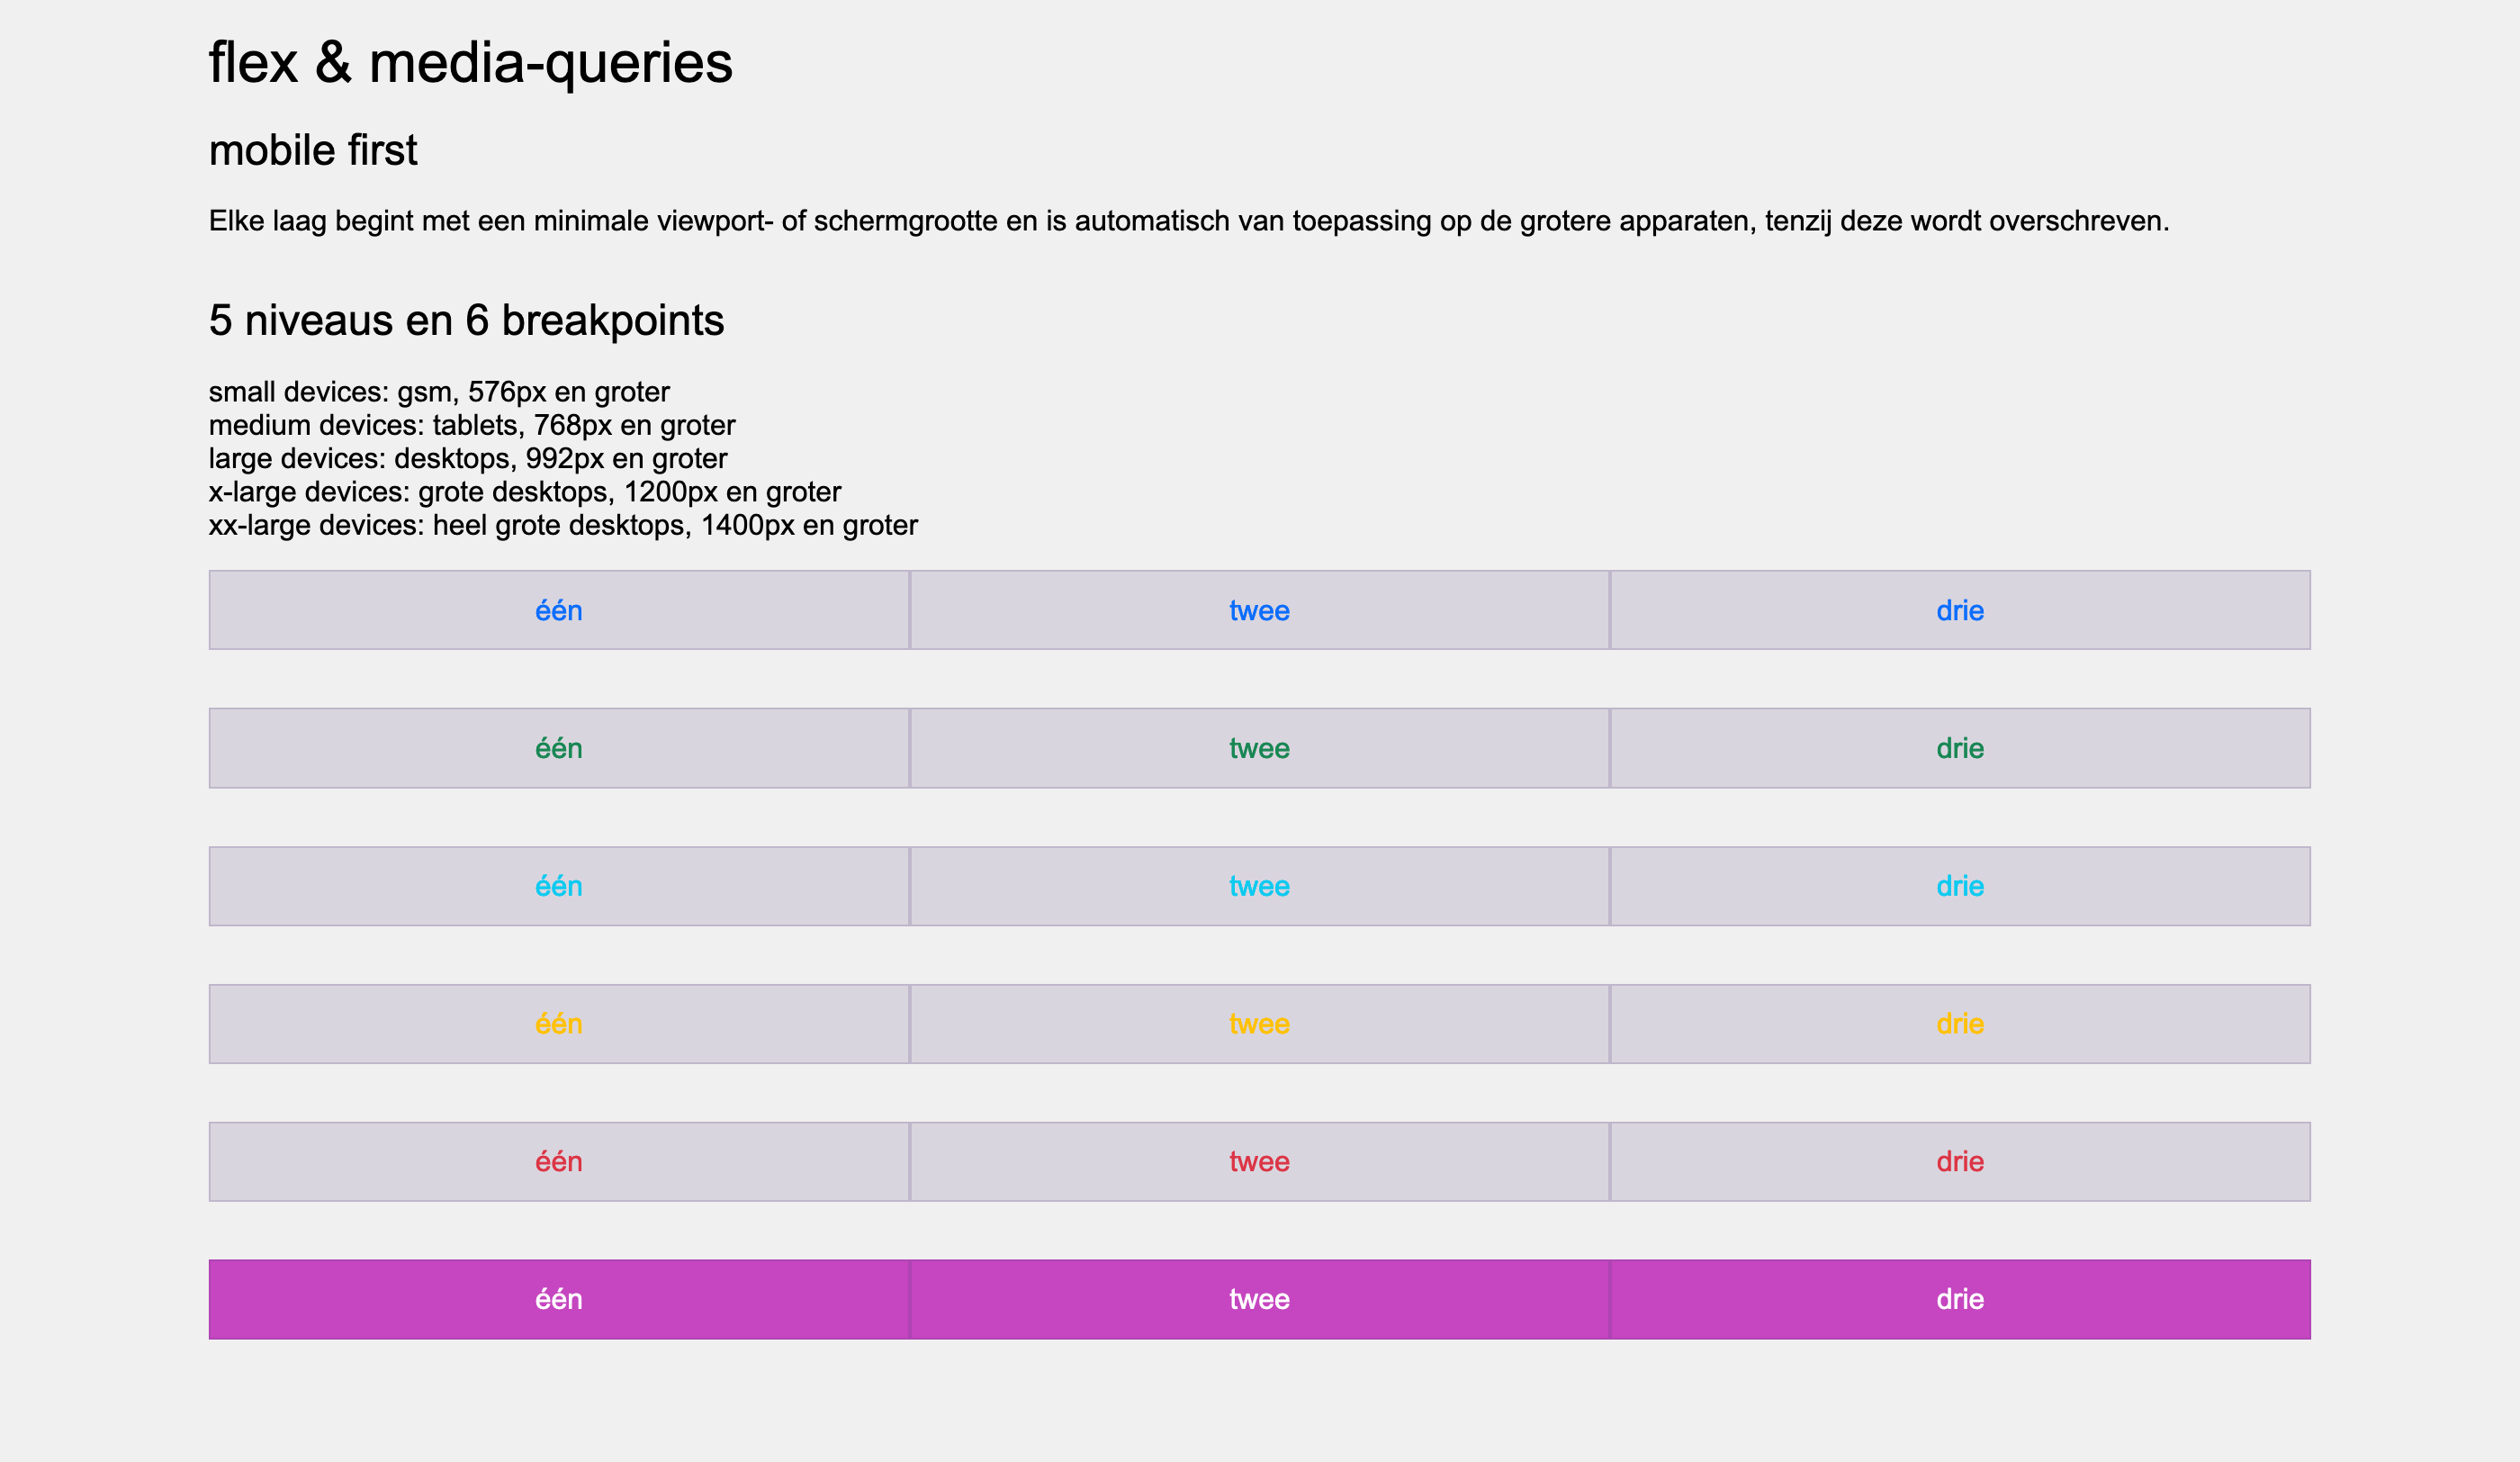 flex & media-queries
mobile first
Elke laag begint met een minimale viewport- of schermgrootte en is automatisch van toepassing op de grotere apparaten, tenzij deze wordt overschreven.
5 niveaus en 6 breakpoints
small devices: gsm, 576px en groter
medium devices: tablets, 768px en groter
large devices: desktops, 992px en groter
x-large devices: grote desktops, 1200px en groter
xx-large devices: heel grote desktops, 1400px en groter
één twee drie
één twee drie
één twee drie
één twee drie
één twee drie
één twee drie